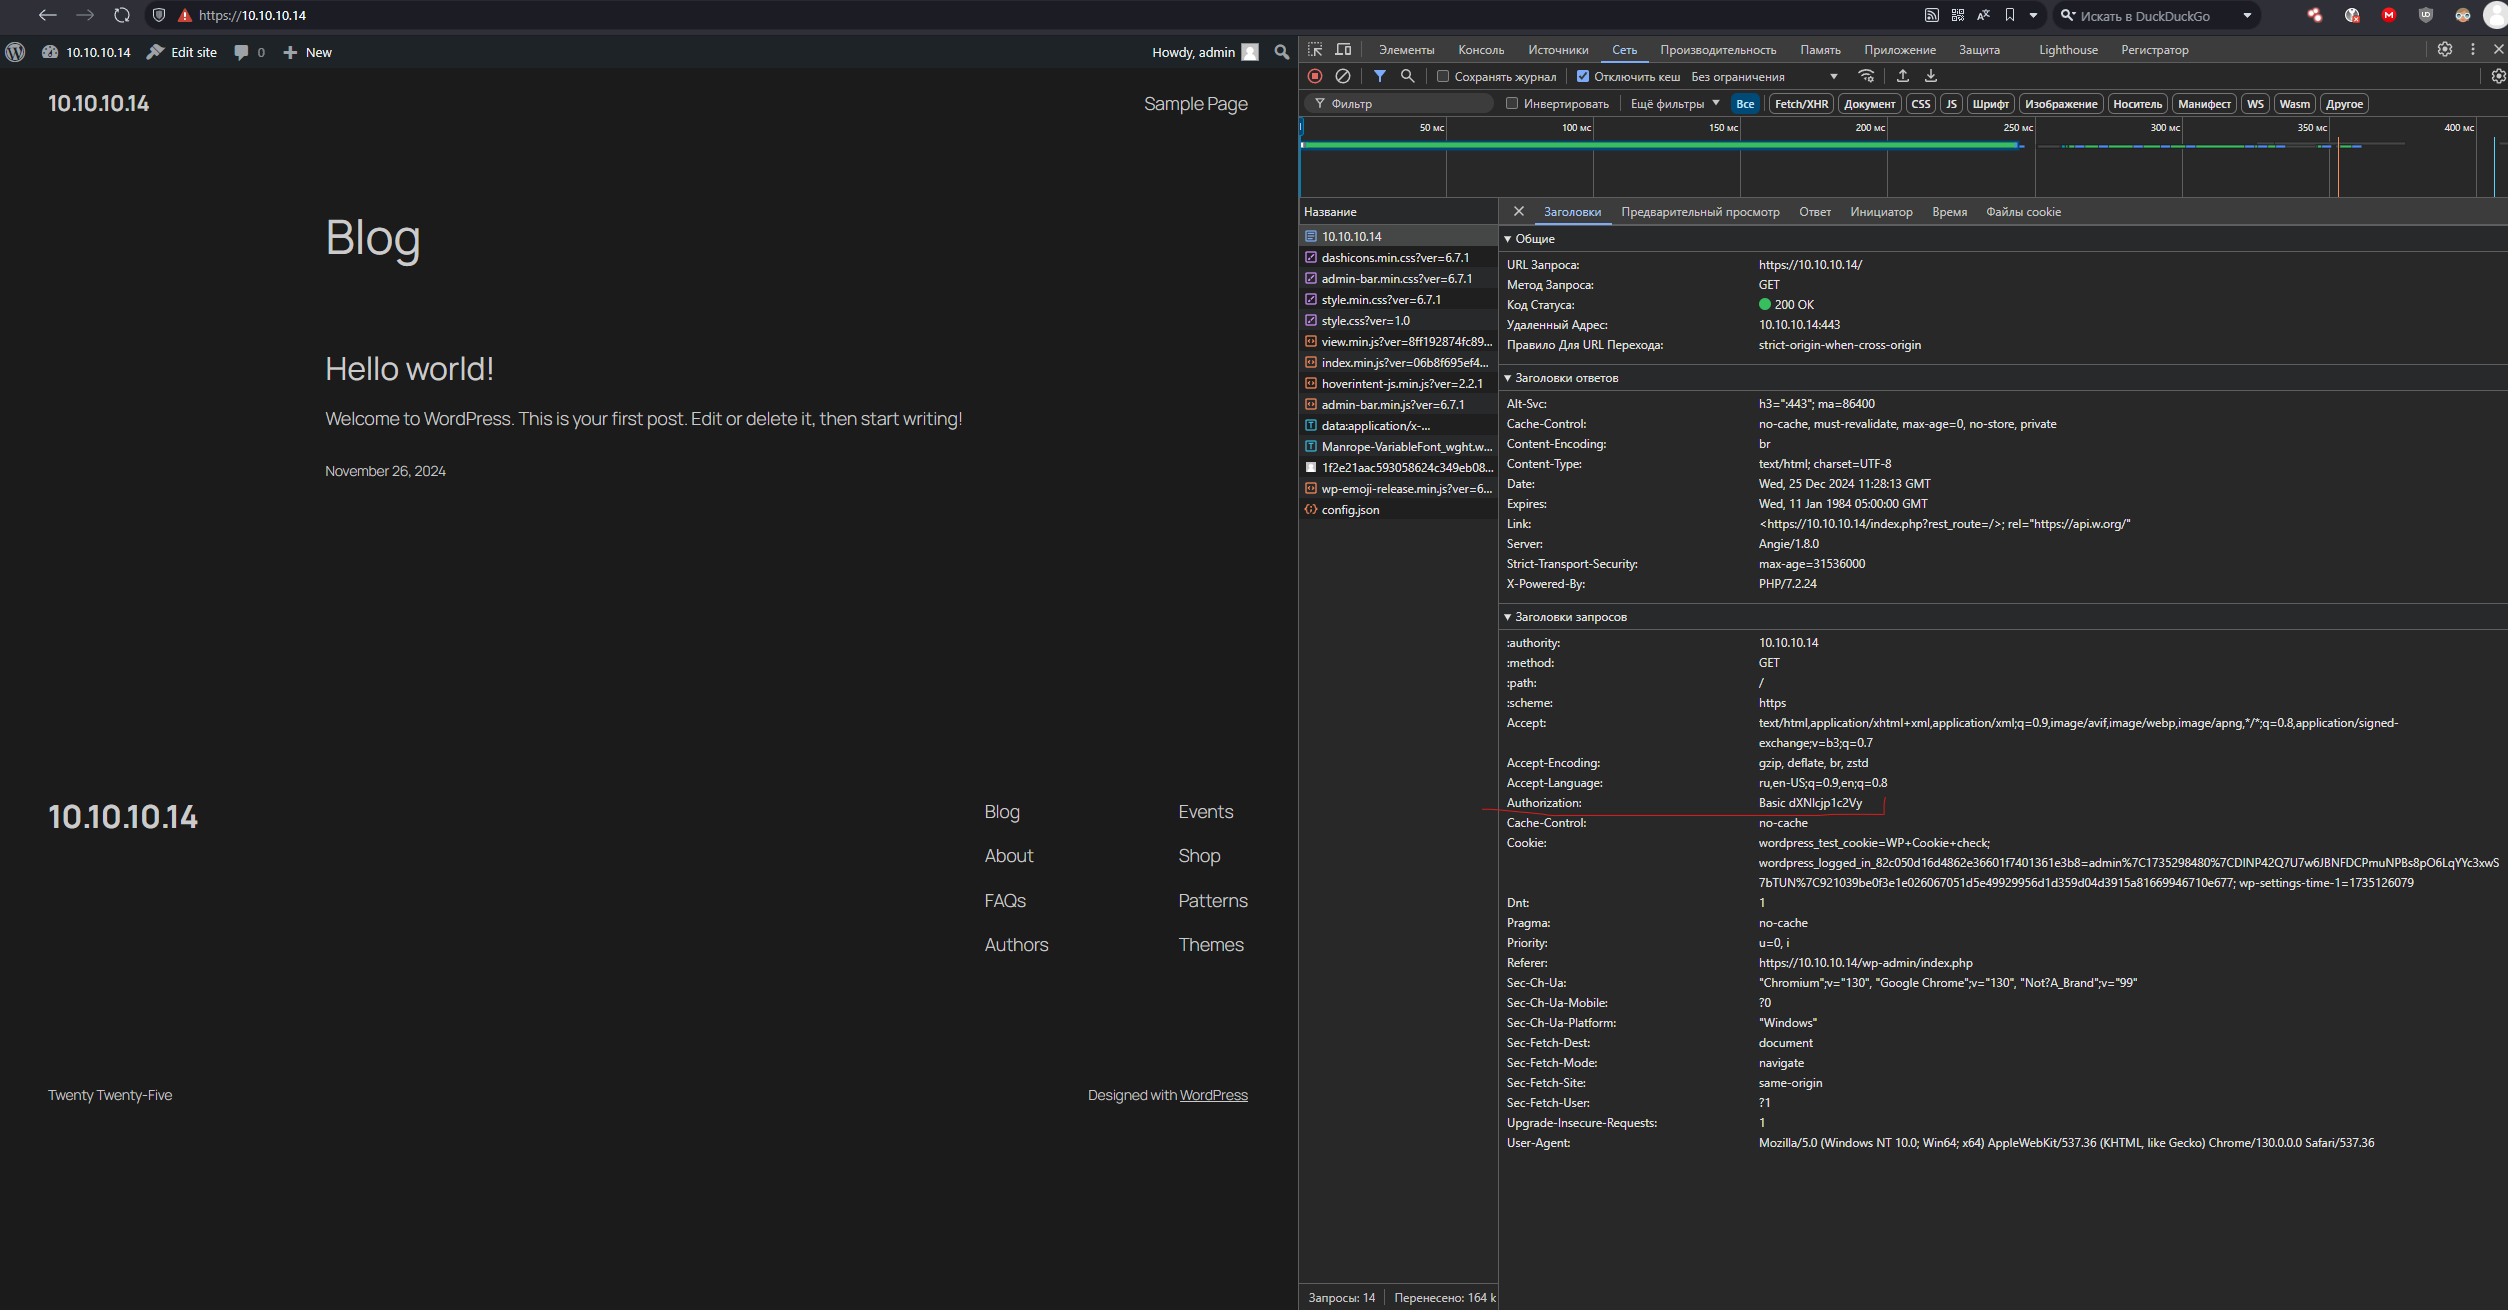 https://10.10.10.14
Искать в DuckDuckGo
10.10.10.14
Edit site
0
New
Howdy, admin
10.10.10.14
Sample Page
Blog
Hello world!
Welcome to WordPress. This is your first post. Edit or delete it, then start writing!
November 26, 2024
10.10.10.14
Blog
Events
About
Shop
FAQs
Patterns
Authors
Themes
Twenty Twenty-Five
Designed with WordPress
Элементы
Консоль
Источники
Сеть
Производительность
Память
Приложение
Защита
Lighthouse
Регистратор
Сохранять журнал
Отключить кеш
Без ограничения
Фильтр
Инвертировать
Ещё фильтры
Все
Fetch/XHR
Документ
CSS
JS
Шрифт
Изображение
Носитель
Манифест
WS
Wasm
Другое
50 мс
100 мс
150 мс
200 мс
250 мс
300 мс
350 мс
400 мс
Название
10.10.10.14
dashicons.min.css?ver=6.7.1
admin-bar.min.css?ver=6.7.1
style.min.css?ver=6.7.1
style.css?ver=1.0
view.min.js?ver=8ff192874fc89...
index.min.js?ver=06b8f695ef4...
hoverintent-js.min.js?ver=2.2.1
admin-bar.min.js?ver=6.7.1
data:application/x-...
Manrope-VariableFont_wght.w...
1f2e21aac593058624c349eb08...
wp-emoji-release.min.js?ver=6...
config.json
Запросы: 14
Перенесено: 164 k
Заголовки
Предварительный просмотр
Ответ
Инициатор
Время
Файлы cookie
Общие
URL Запроса: https://10.10.10.14/
Метод Запроса: GET
Код Статуса: 200 OK
Удаленный Адрес: 10.10.10.14:443
Правило Для URL Перехода: strict-origin-when-cross-origin
Заголовки ответов
Alt-Svc: h3=":443"; ma=86400
Cache-Control: no-cache, must-revalidate, max-age=0, no-store, private
Content-Encoding: br
Content-Type: text/html; charset=UTF-8
Date: Wed, 25 Dec 2024 11:28:13 GMT
Expires: Wed, 11 Jan 1984 05:00:00 GMT
Link: <https://10.10.10.14/index.php?rest_route=/>; rel="https://api.w.org/"
Server: Angie/1.8.0
Strict-Transport-Security: max-age=31536000
X-Powered-By: PHP/7.2.24
Заголовки запросов
:authority: 10.10.10.14
:method: GET
:path: /
:scheme: https
Accept: text/html,application/xhtml+xml,application/xml;q=0.9,image/avif,image/webp,image/apng,*/*;q=0.8,application/signed-
exchange;v=b3;q=0.7
Accept-Encoding: gzip, deflate, br, zstd
Accept-Language: ru,en-US;q=0.9,en;q=0.8
Authorization: Basic dXNlcjp1c2Vy
Cache-Control: no-cache
Cookie: wordpress_test_cookie=WP+Cookie+check;
wordpress_logged_in_82c050d16d4862e36601f7401361e3b8=admin%7C1735298480%7CDINP42Q7U7w6JBNFDCPmuNPBs8pO6LqYYc3xwS
7bTUN%7C921039be0f3e1e026067051d5e49929956d1d359d04d3915a81669946710e677; wp-settings-time-1=1735126079
Dnt: 1
Pragma: no-cache
Priority: u=0, i
Referer: https://10.10.10.14/wp-admin/index.php
Sec-Ch-Ua: "Chromium";v="130", "Google Chrome";v="130", "Not?A_Brand";v="99"
Sec-Ch-Ua-Mobile: ?0
Sec-Ch-Ua-Platform: "Windows"
Sec-Fetch-Dest: document
Sec-Fetch-Mode: navigate
Sec-Fetch-Site: same-origin
Sec-Fetch-User: ?1
Upgrade-Insecure-Requests: 1
User-Agent: Mozilla/5.0 (Windows NT 10.0; Win64; x64) AppleWebKit/537.36 (KHTML, like Gecko) Chrome/130.0.0.0 Safari/537.36